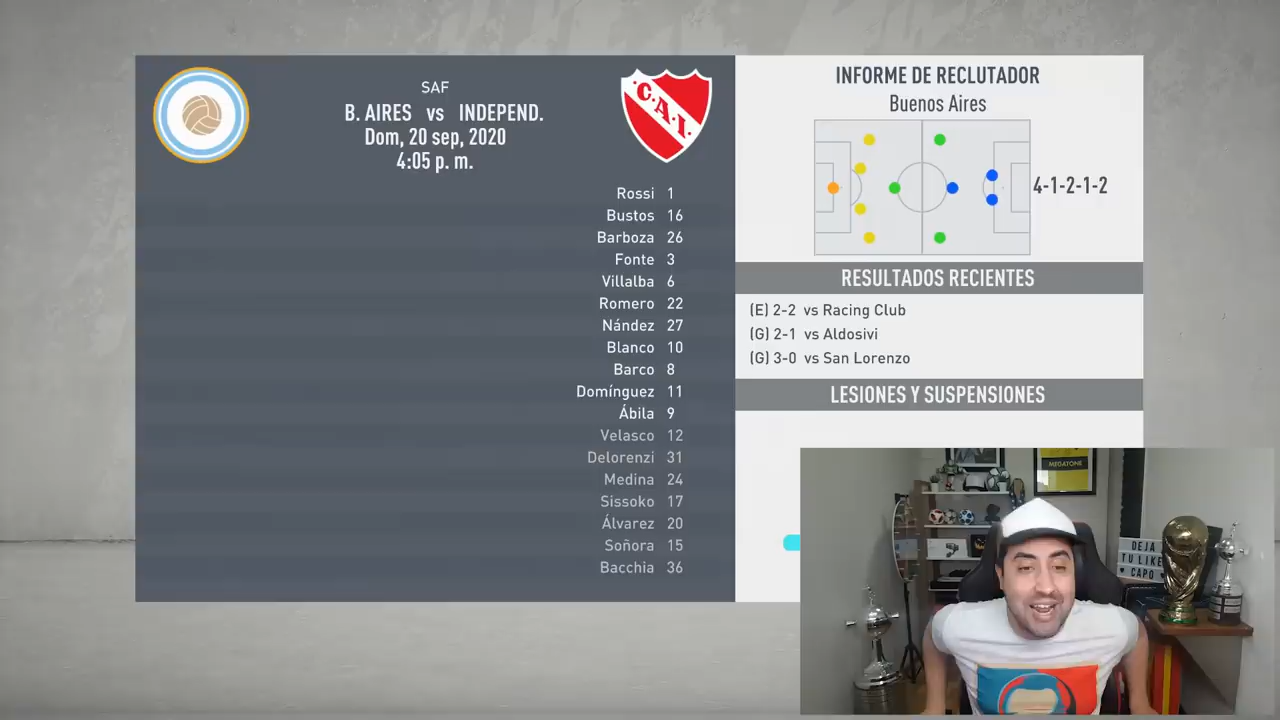 SAF
B. AIRES vs INDEPEND.
Dom, 20 sep, 2020
4:05 p. m.
C.A.I.
Rossi 1
Bustos 16
Barboza 26
Fonte 3
Villalba 6
Romero 22
Nández 27
Blanco 10
Barco 8
Domínguez 11
Ábila 9
Velasco 12
Delorenzi 31
Medina 24
Sissoko 17
Álvarez 20
Soñora 15
Bacchia 36
INFORME DE RECLUTADOR
Buenos Aires
4-1-2-1-2
RESULTADOS RECIENTES
(E) 2-2 vs Racing Club
(G) 2-1 vs Aldosivi
(G) 3-0 vs San Lorenzo
LESIONES Y SUSPENSIONES
MEGATONE
DEJA
TU LIKE
CAPO